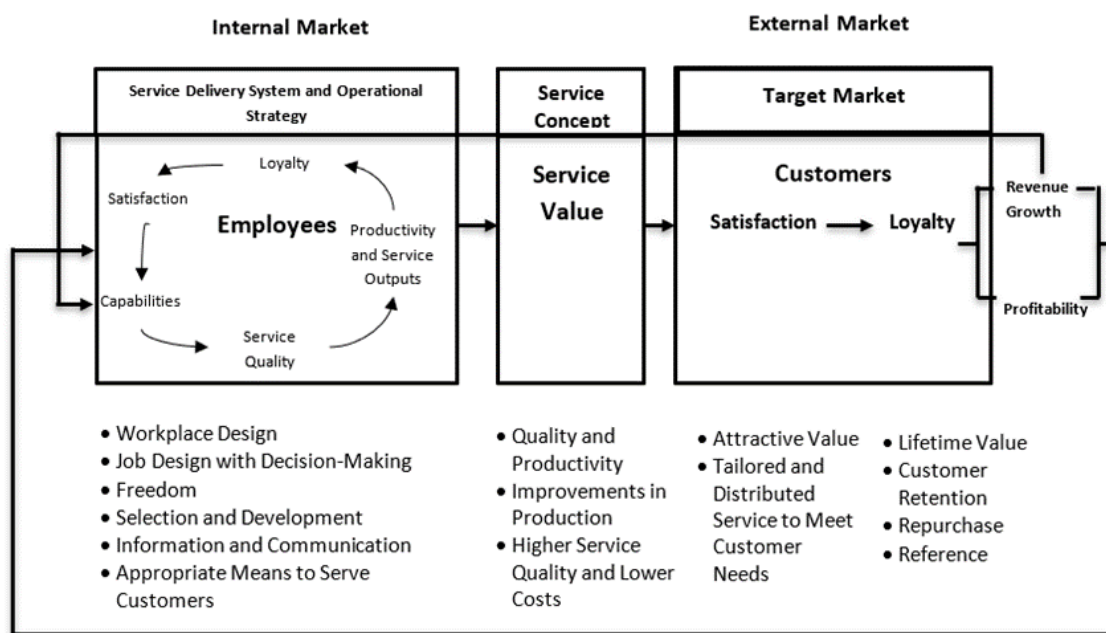 Internal Market
External Market
Service Delivery System and Operational
Strategy
Service
Concept
Target Market
Loyalty
Satisfaction
Employees
Productivity
and Service
Outputs
Capabilities
Service
Quality
Service
Value
Customers
Satisfaction
Loyalty
Revenue
Growth
Profitability
• Workplace Design
• Job Design with Decision-Making
• Freedom
• Selection and Development
• Information and Communication
• Appropriate Means to Serve
Customers
• Quality and
Productivity
• Improvements in
Production
• Higher Service
Quality and Lower
Costs
• Attractive Value
• Tailored and
Distributed
Service to Meet
Customer
Needs
• Lifetime Value
• Customer
Retention
• Repurchase
• Reference